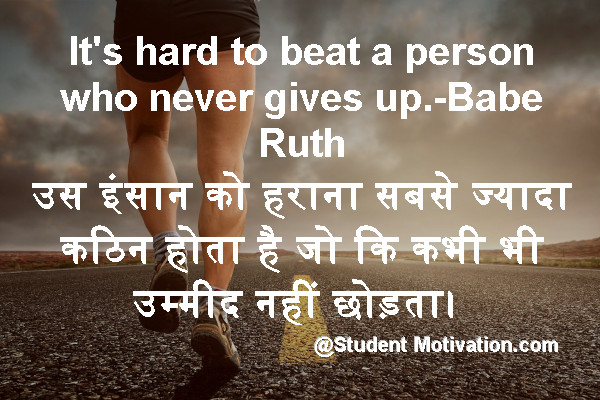 It's hard to beat a person
who never gives up.-Babe
Ruth
उस इंसान को हराना सबसे ज्यादा
कठिन होता है जो कि कभी भी
उम्मीद नहीं छोड़ता।
@Student Motivation.com